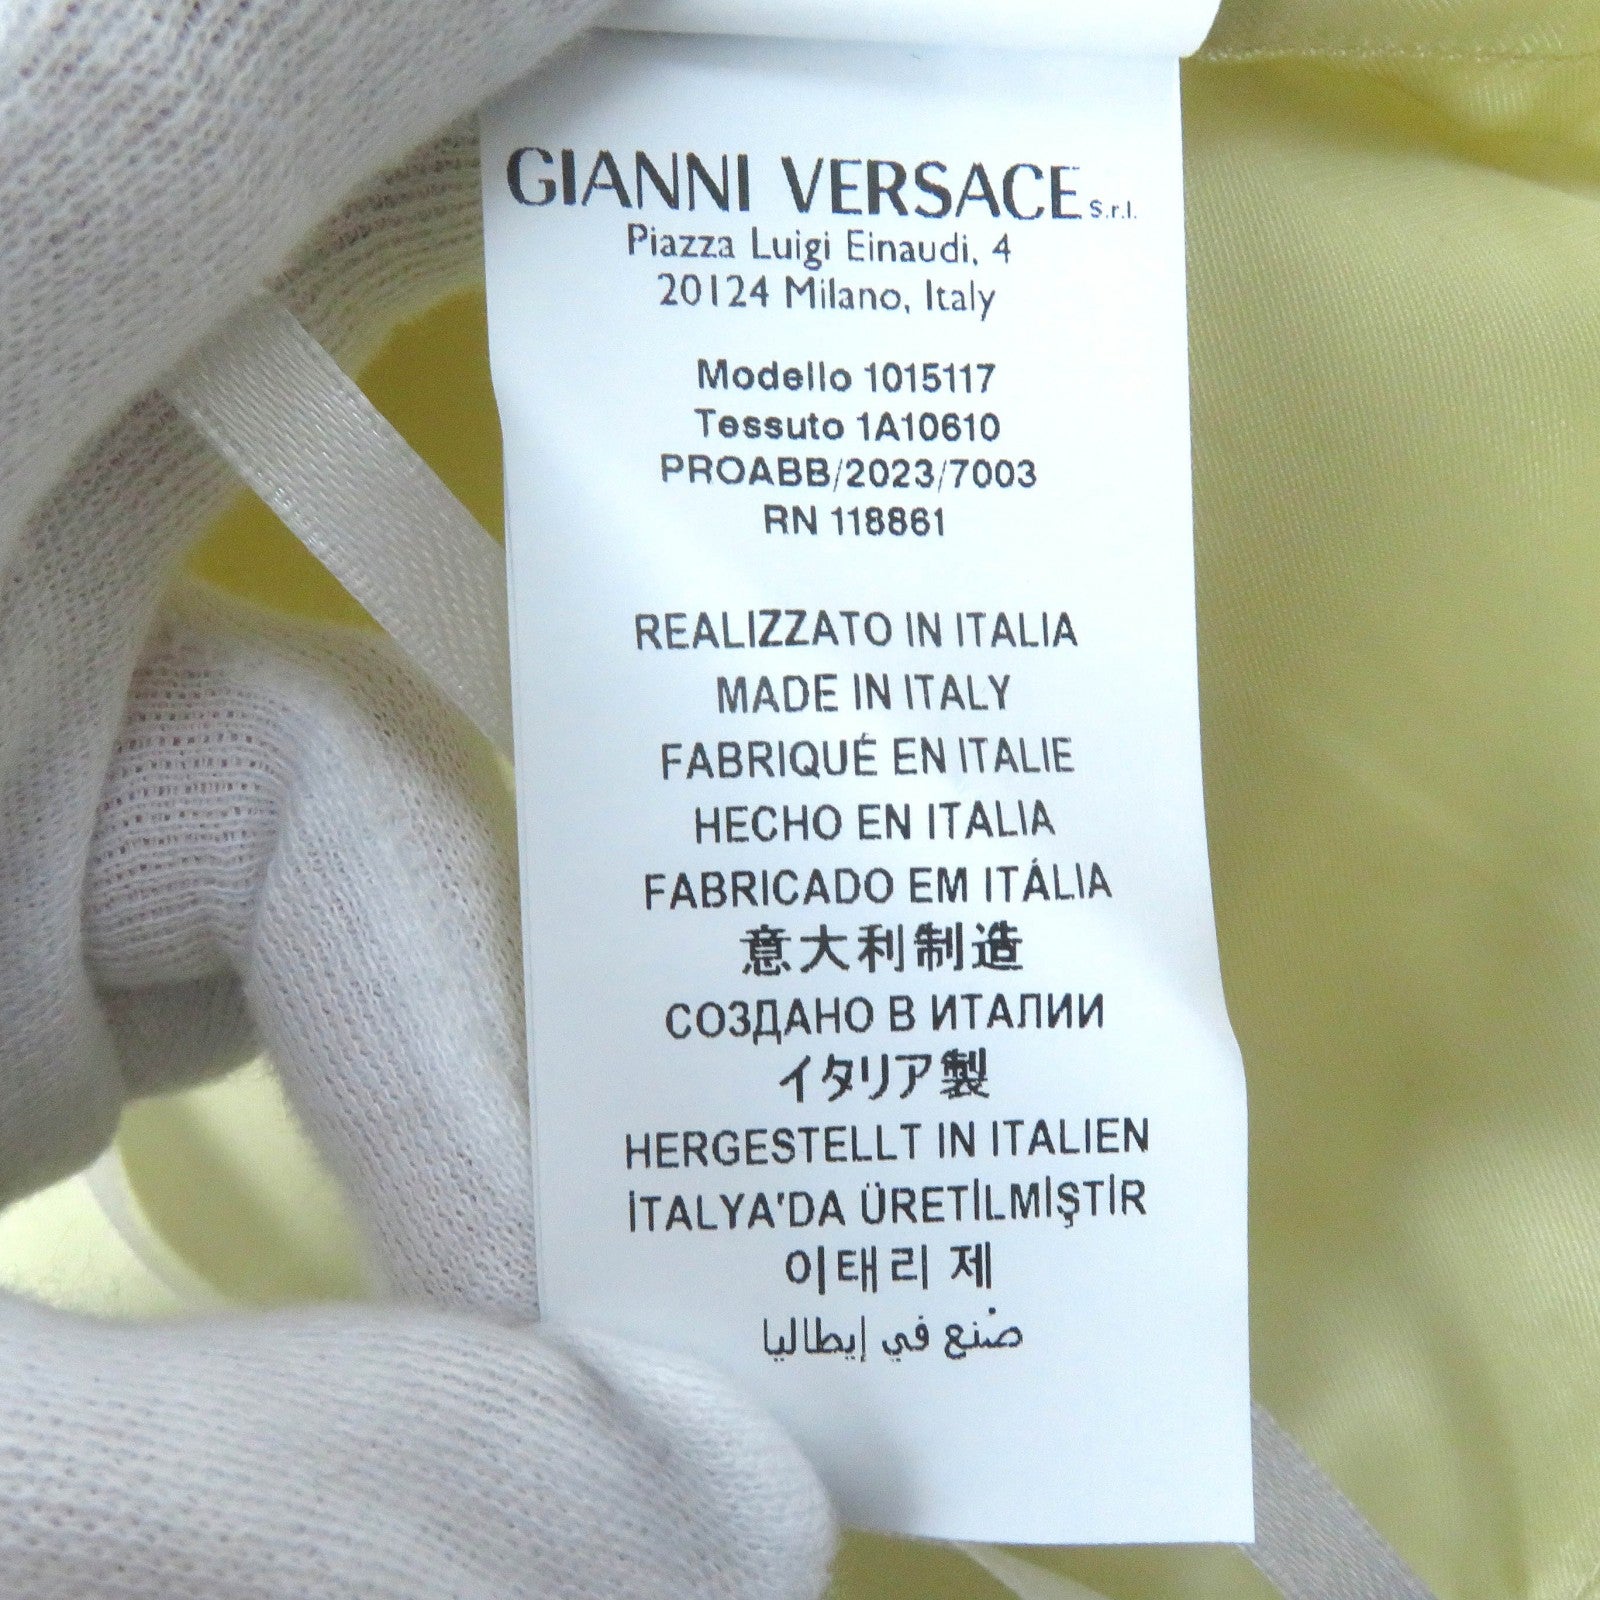 GIANNI VERSACE S.r.l.
Piazza Luigi Einaudi, 4
20124 Milano, Italy
Modello 1015117
Tessuto 1A10610
PROABB/2023/7003
RN 118861
REALIZZATO IN ITALIA
MADE IN ITALY
FABRIQUÉ EN ITALIE
HECHO EN ITALIA
FABRICADO EM ITÁLIA
意大利制造
СОЗДАНО В ИТАЛИИ
イタリア製
HERGESTELLT IN ITALIEN
İTALYA'DA ÜRETİLMİŞTİR
이태리 제
صنع في إيطاليا